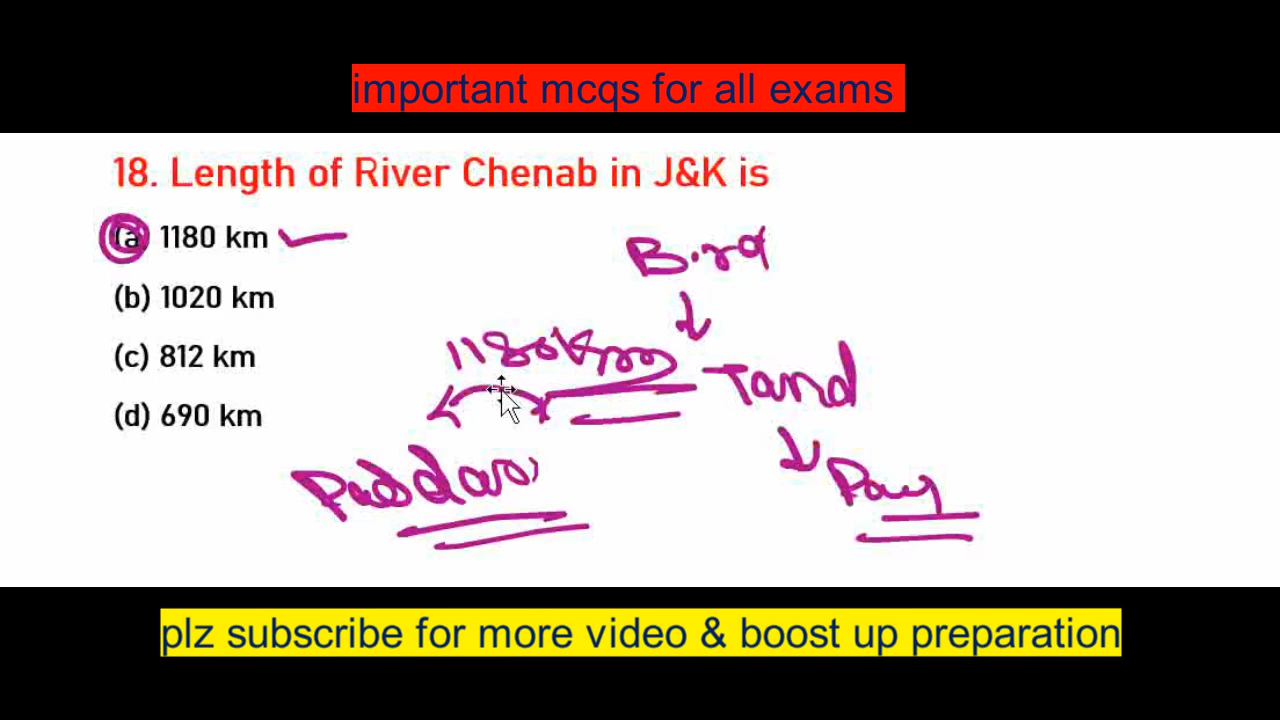 important mcqs for all exams
18. Length of River Chenab in J&K is
(a) 1180 km
(b) 1020 km
(c) 812 km
(d) 690 km
1180Km
Tand
plz subscribe for more video & boost up preparation